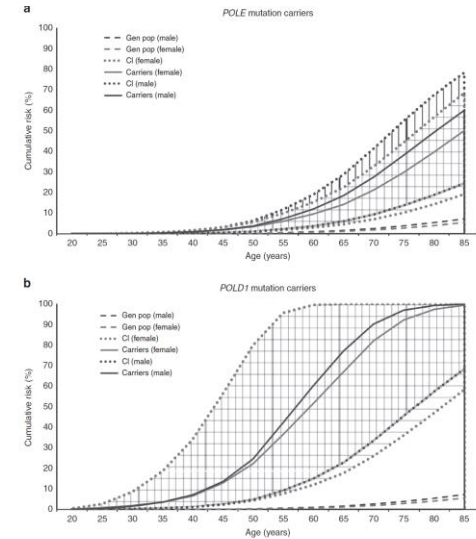 a
POLE mutation carriers
Gen pop (male)
Gen pop (female)
CI (female)
Carriers (female)
CI (male)
Carriers (male)
Cumulative risk (%)
100
90
80
70
60
50
40
30
20
10
0
20 25 30 35 40 45 50 55 60 65 70 75 80 85
Age (years)
b
POLD1 mutation carriers
Gen pop (male)
Gen pop (female)
CI (female)
Carriers (female)
CI (male)
Carriers (male)
Cumulative risk (%)
100
90
80
70
60
50
40
30
20
10
0
20 25 30 35 40 45 50 55 60 65 70 75 80 85
Age (years)